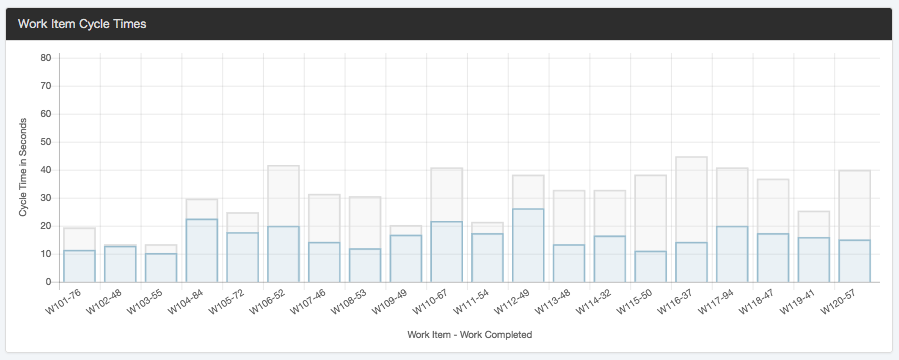 Work Item Cycle Times
Cycle Time in Seconds
80
70
60
50
40
30
20
10
0
W101-76
W102-48
W103-55
W104-84
W105-72
W106-52
W107-46
W108-53
W109-49
W110-67
W111-54
W112-49
W113-48
W114-32
W115-50
W116-37
W117-94
W118-47
W119-41
W120-57
Work Item - Work Completed